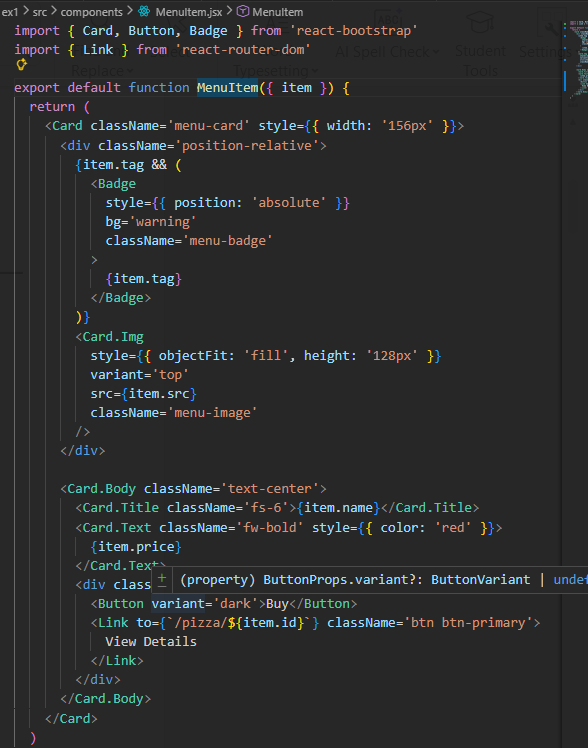 ex1 > src > components > MenuItem.jsx > MenuItem
import { Card, Button, Badge } from 'react-bootstrap'
import { Link } from 'react-router-dom'
export default function MenuItem({ item }) {
  return (
    <Card className='menu-card' style={{ width: '156px' }}>
      <div className='position-relative'>
        {item.tag && (
          <Badge
            style={{ position: 'absolute' }}
            bg='warning'
            className='menu-badge'
          >
            {item.tag}
          </Badge>
        )}
        <Card.Img
          style={{ objectFit: 'fill', height: '128px' }}
          variant='top'
          src={item.src}
          className='menu-image'
        />
      </div>
      <Card.Body className='text-center'>
        <Card.Title className='fs-6'>{item.name}</Card.Title>
        <Card.Text className='fw-bold' style={{ color: 'red' }}>
          {item.price}
        </Card.Text>
        <div class
(property) ButtonProps.variant?: ButtonVariant | undef
          <Button variant='dark'>Buy</Button>
          <Link to={`/pizza/${item.id}`} className='btn btn-primary'>
            View Details
          </Link>
        </div>
      </Card.Body>
    </Card>
  )